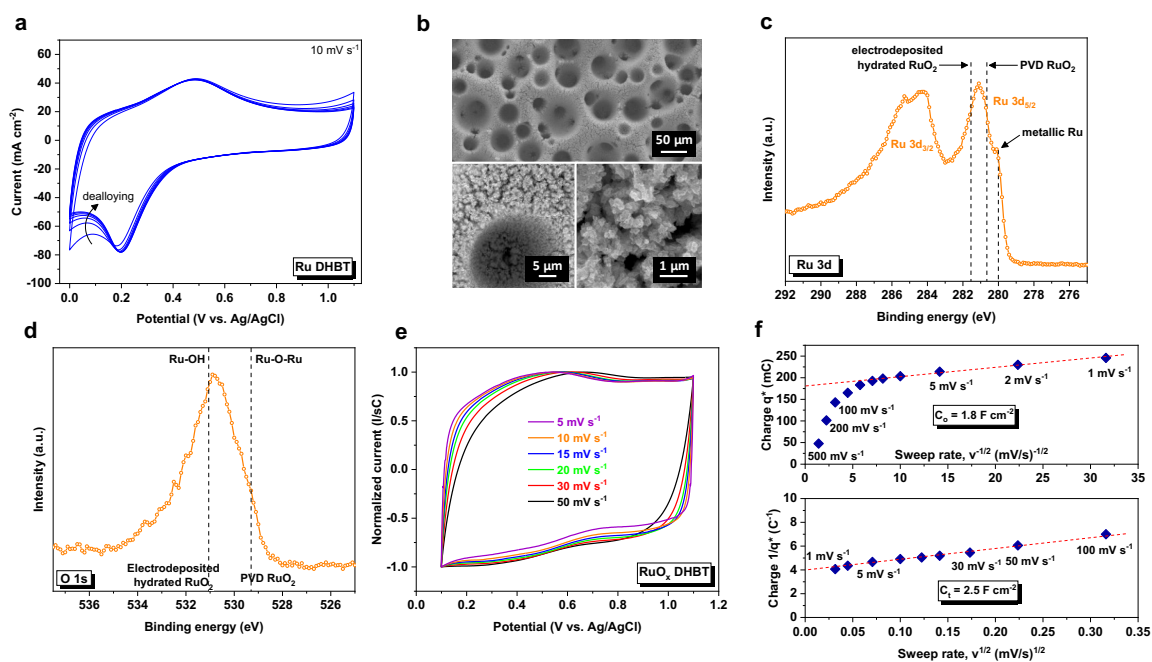 a
10 mV s-1
Current (mA cm-2)
80
60
40
20
0
-20
-40
-60
-80
-100
dealloying
Ru DHBT
0.0 0.2 0.4 0.6 0.8 1.0
Potential (V vs. Ag/AgCl)
b
50 µm
5 µm
1 µm
c
electrodeposited
hydrated RuO2
PVD RuO2
Ru 3d5/2
metallic Ru
Ru 3d3/2
Intensity (a.u.)
Ru 3d
292 290 288 286 284 282 280 278 276
Binding energy (eV)
d
Ru-OH
Ru-O-Ru
Intensity (a.u.)
Electrodeposited
hydrated RuO2
PVD RuO2
O 1s
536 534 532 530 528 526
Binding energy (eV)
e
Normalized current (I/sC)
1.0
0.5
0.0
-0.5
-1.0
5 mV s-1
10 mV s-1
15 mV s-1
20 mV s-1
30 mV s-1
50 mV s-1
RuOx DHBT
0.0 0.2 0.4 0.6 0.8 1.0 1.2
Potential (V vs. Ag/AgCl)
f
Charge q* (mC)
250
200
150
100
50
0
1 mV s-1
2 mV s-1
5 mV s-1
100 mV s-1
200 mV s-1
500 mV s-1
Co = 1.8 F cm-2
0 5 10 15 20 25 30 35
Sweep rate, v-1/2 (mV/s)-1/2
Charge 1/q* (C-1)
10
8
6
4
2
0
1 mV s-1
5 mV s-1
30 mV s-1
50 mV s-1
100 mV s-1
Ct = 2.5 F cm-2
0.00 0.05 0.10 0.15 0.20 0.25 0.30 0.35
Sweep rate, v1/2 (mV/s)1/2